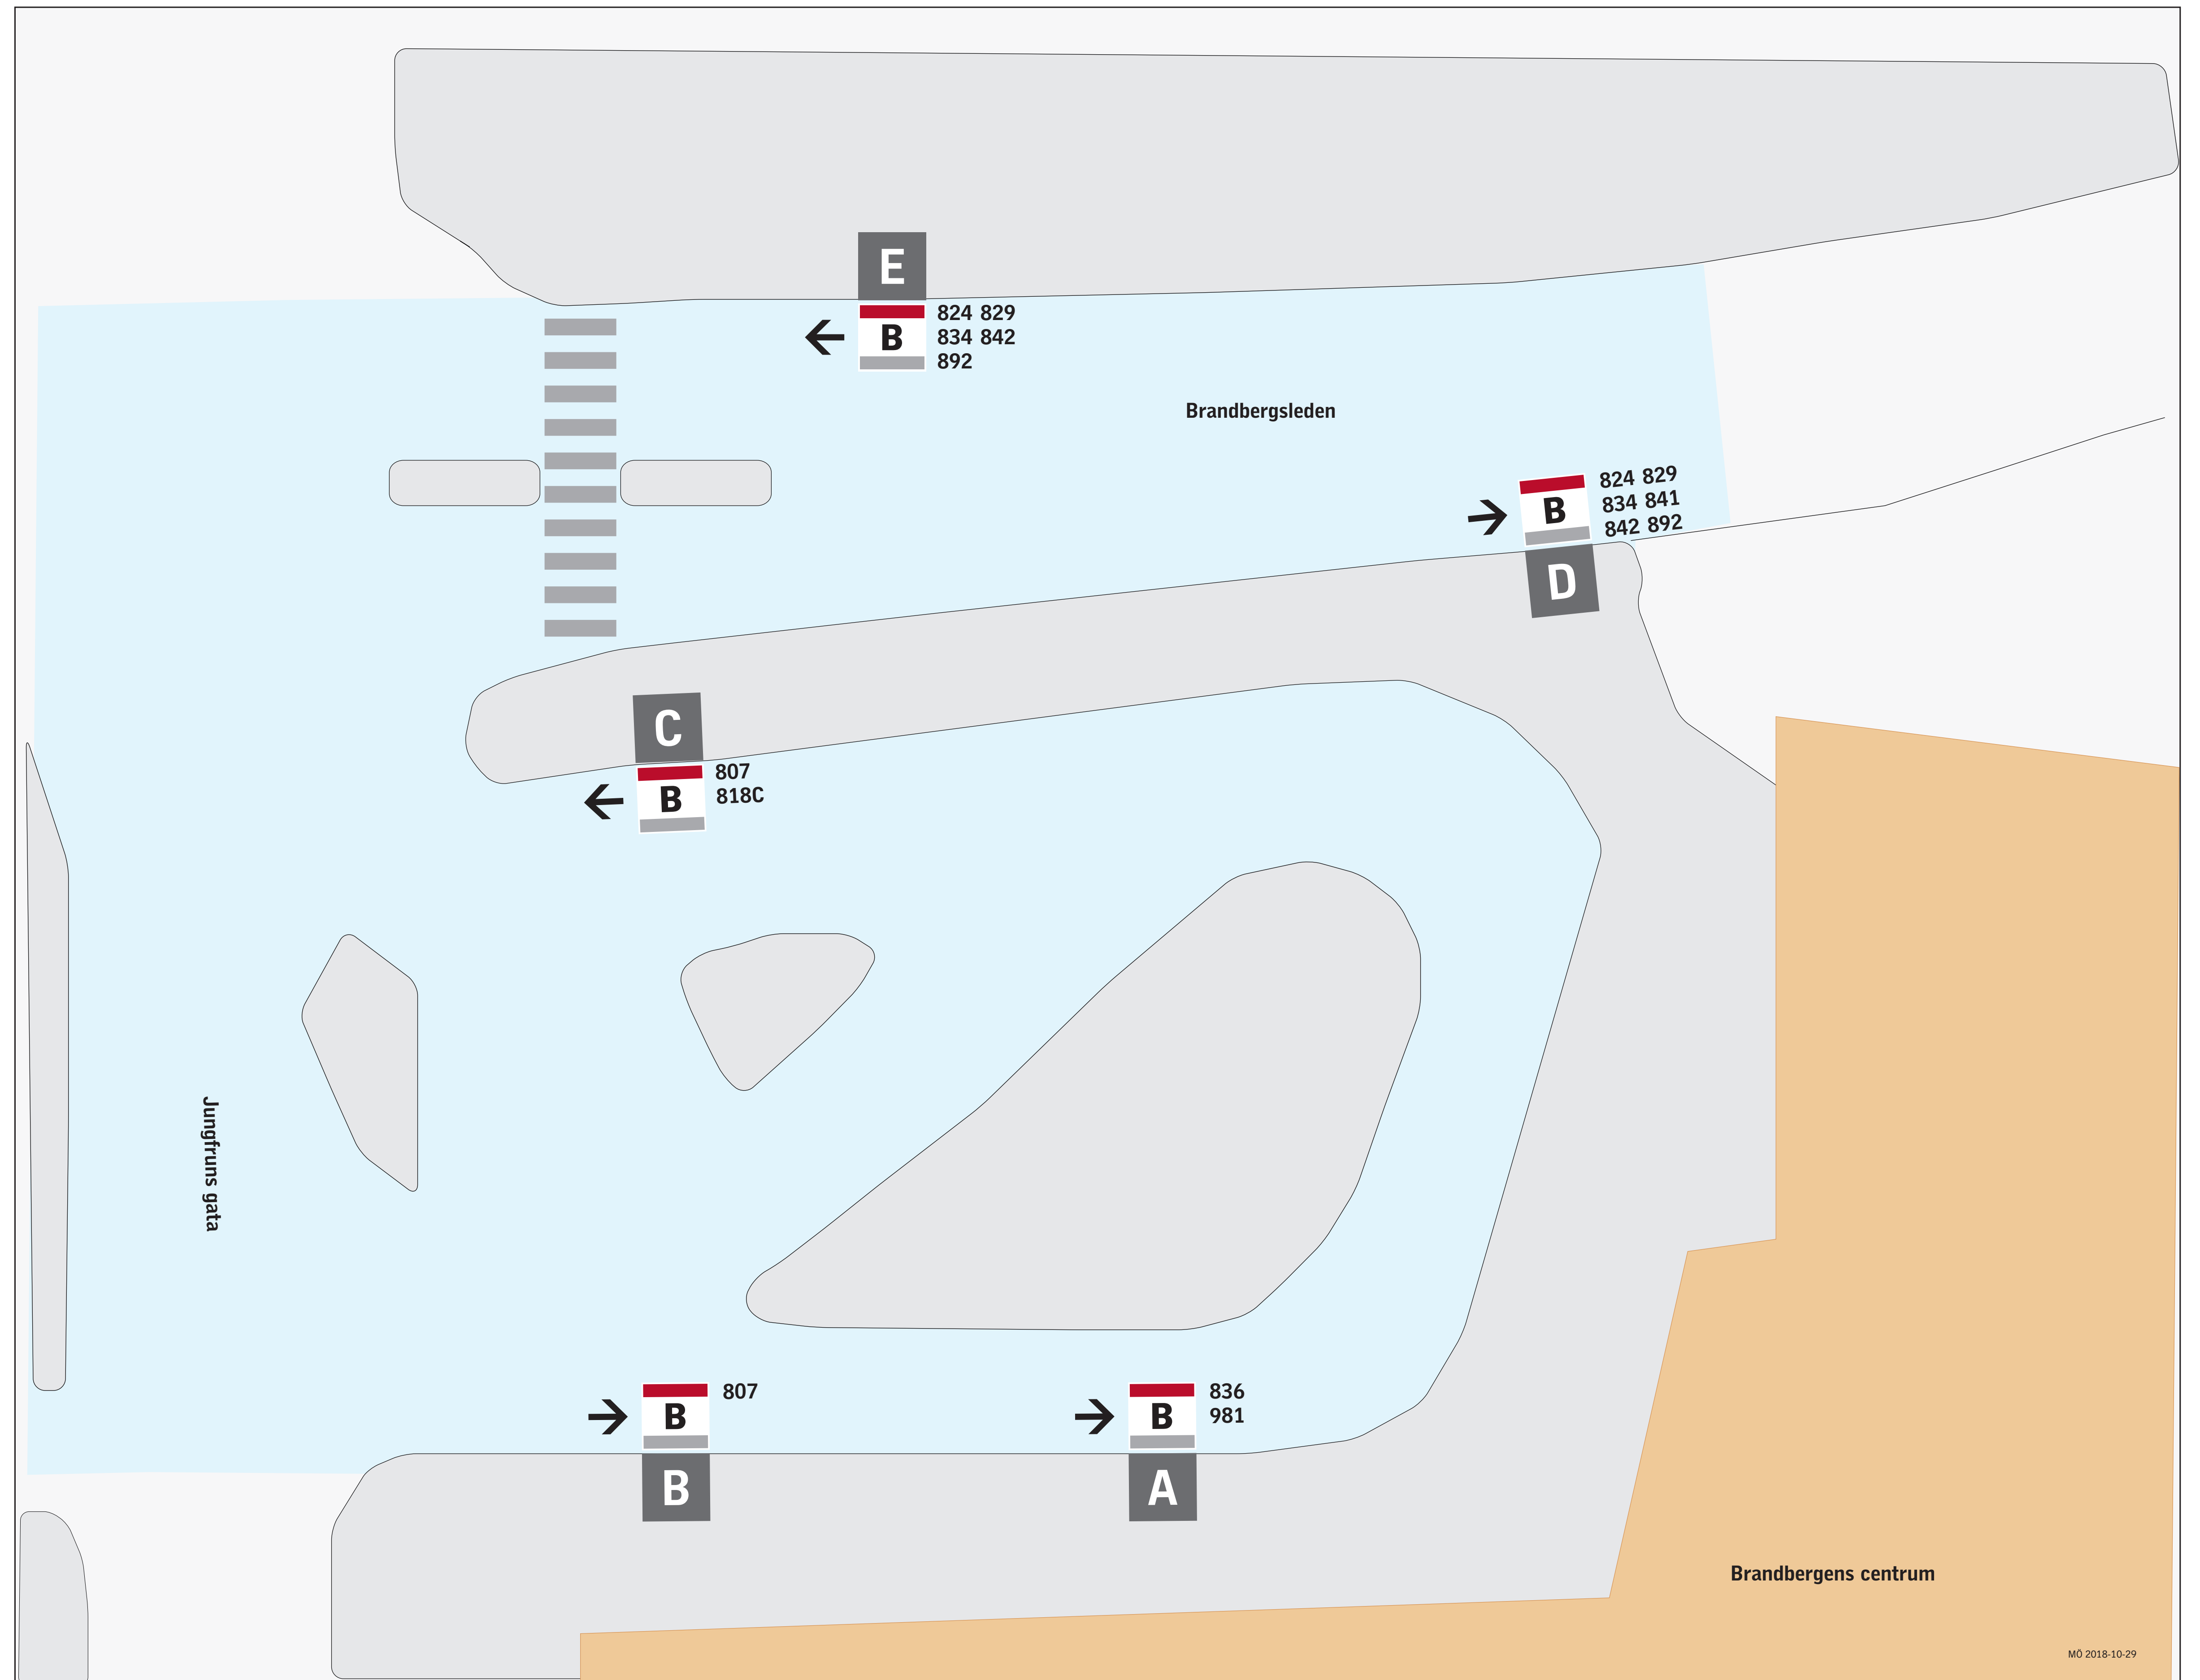 E
B
824 829
834 842
892
Brandbergsleden
B
824 829
834 841
842 892
D
C
B
807
818C
Jungfruns gata
B
807
B
B
836
981
A
Brandbergens centrum
MÖ 2018-10-29